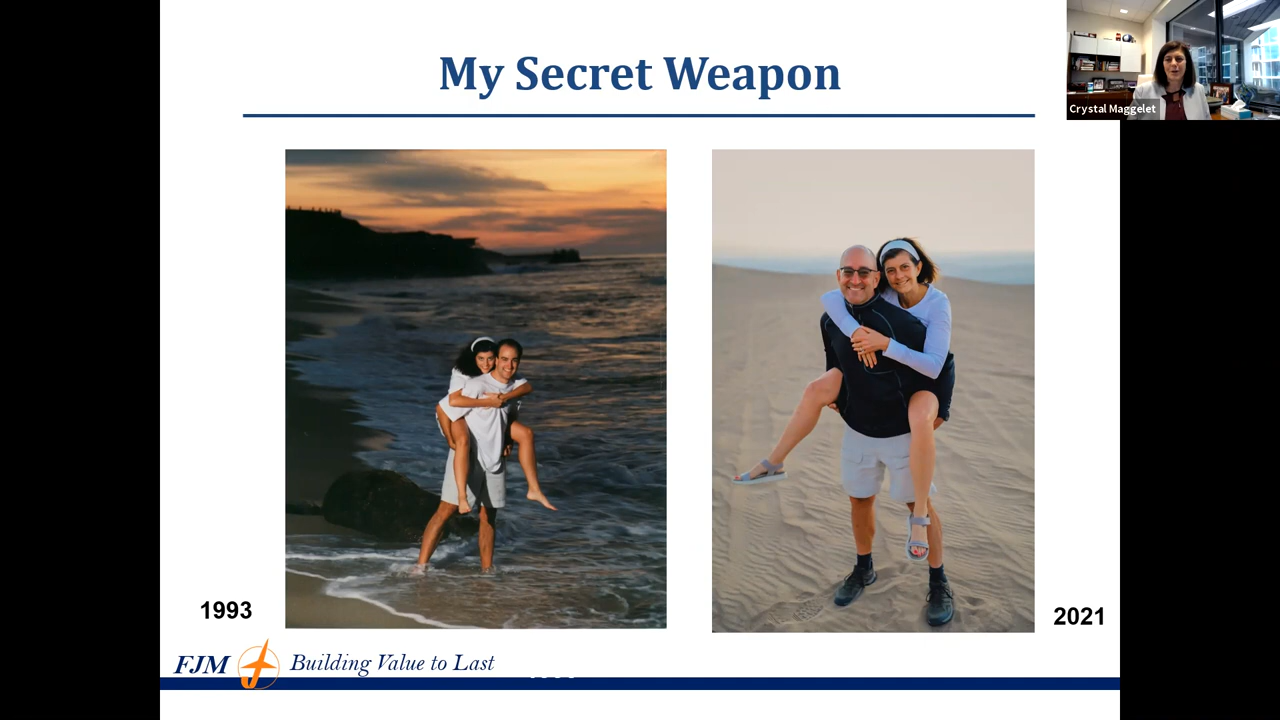 My Secret Weapon
Crystal Maggelet
1993
2021
FJM Building Value to Last